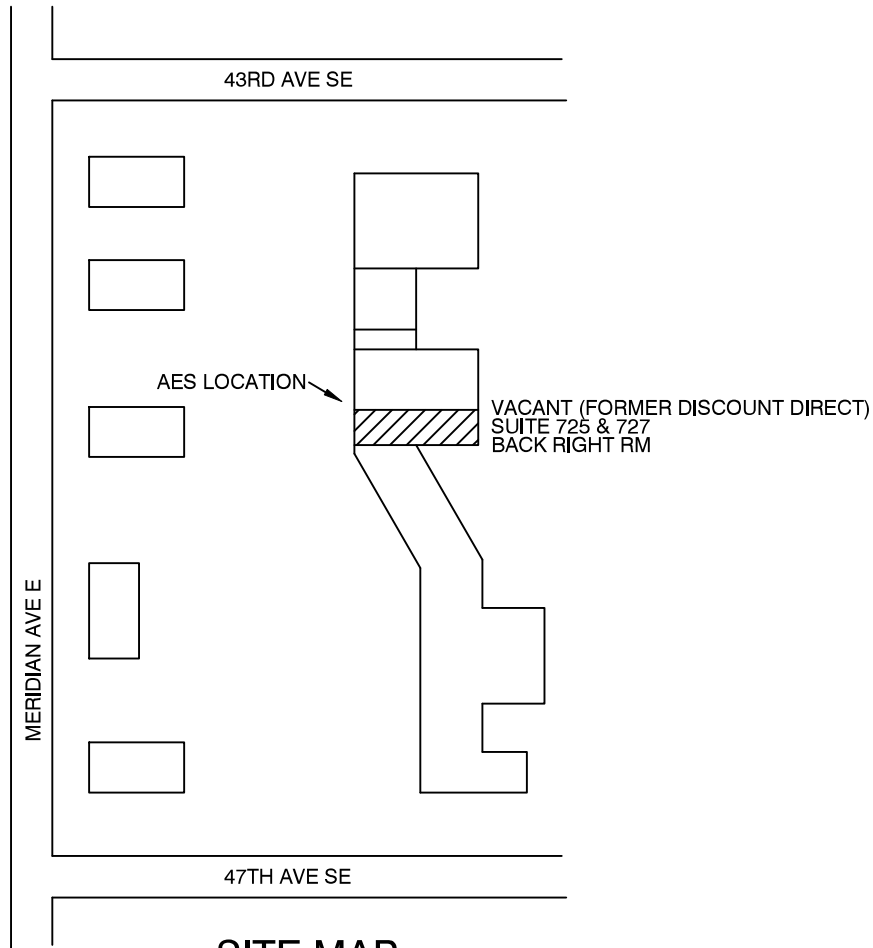 43RD AVE SE
AES LOCATION
VACANT (FORMER DISCOUNT DIRECT)
SUITE 725 & 727
BACK RIGHT RM
MERIDIAN AVE E
47TH AVE SE
SITE MAP